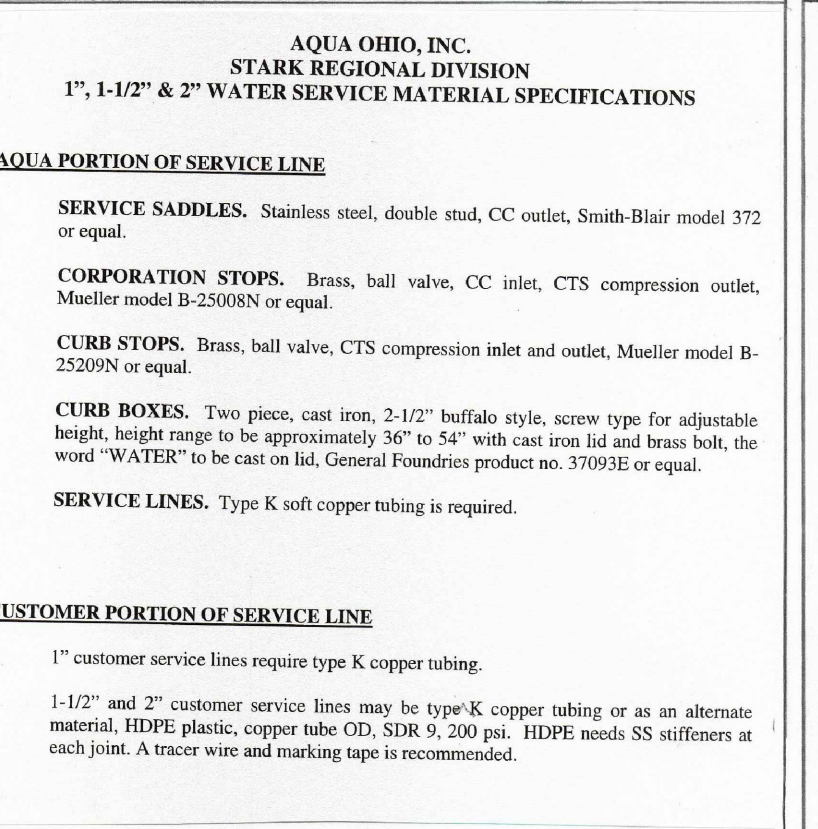 AQUA OHIO, INC.
STARK REGIONAL DIVISION
1”, 1-1/2” & 2” WATER SERVICE MATERIAL SPECIFICATIONS
AQUA PORTION OF SERVICE LINE
SERVICE SADDLES. Stainless steel, double stud, CC outlet, Smith-Blair model 372
or equal.
CORPORATION STOPS. Brass, ball valve, CC inlet, CTS compression outlet,
Mueller model B-25008N or equal.
CURB STOPS. Brass, ball valve, CTS compression inlet and outlet, Mueller model B-
25209N or equal.
CURB BOXES. Two piece, cast iron, 2-1/2” buffalo style, screw type for adjustable
height, height range to be approximately 36” to 54” with cast iron lid and brass bolt, the
word “WATER” to be cast on lid, General Foundries product no. 37093E or equal.
SERVICE LINES. Type K soft copper tubing is required.
USTOMER PORTION OF SERVICE LINE
1” customer service lines require type K copper tubing.
1-1/2” and 2” customer service lines may be type K copper tubing or as an alternate
material, HDPE plastic, copper tube OD, SDR 9, 200 psi. HDPE needs SS stiffeners at
each joint. A tracer wire and marking tape is recommended.